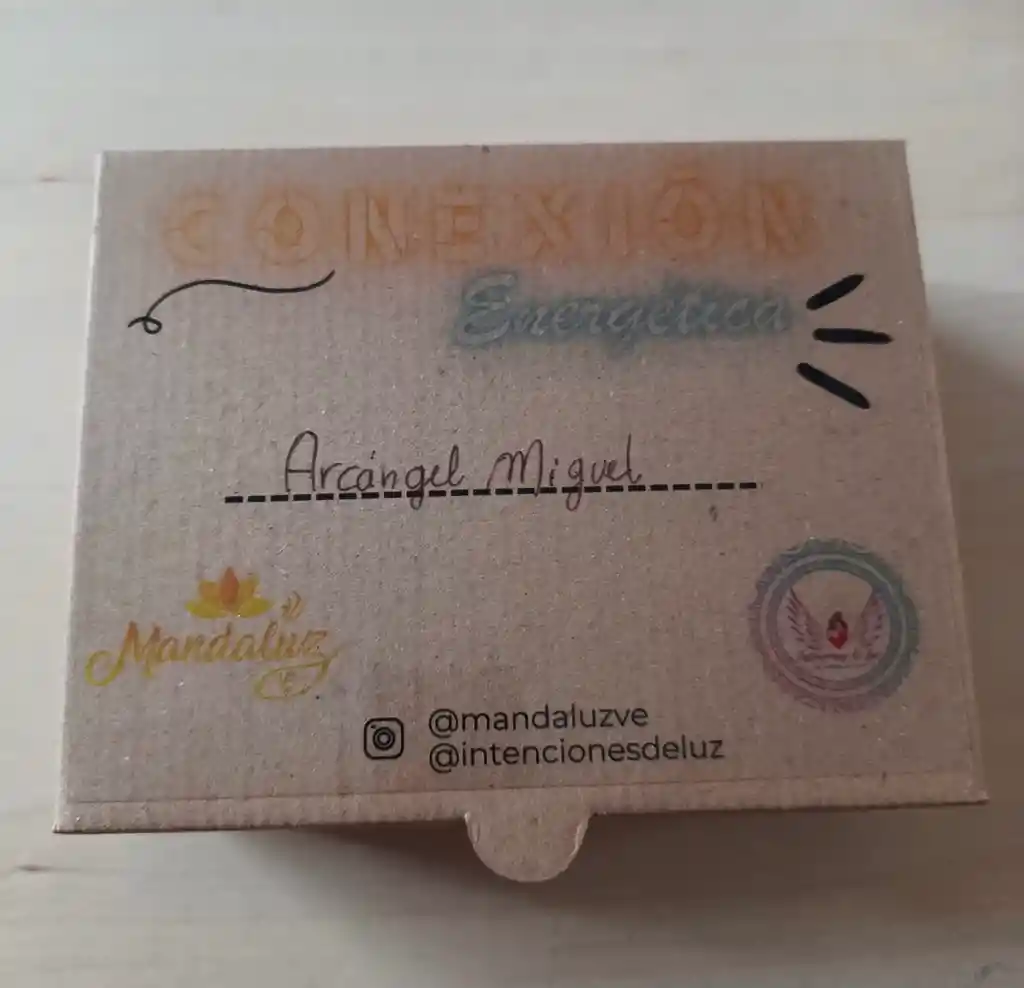 CONEXIÓN
Energética
Arcángel Miguel
Mandaluz
@mandaluzve
@intencionesdeluz